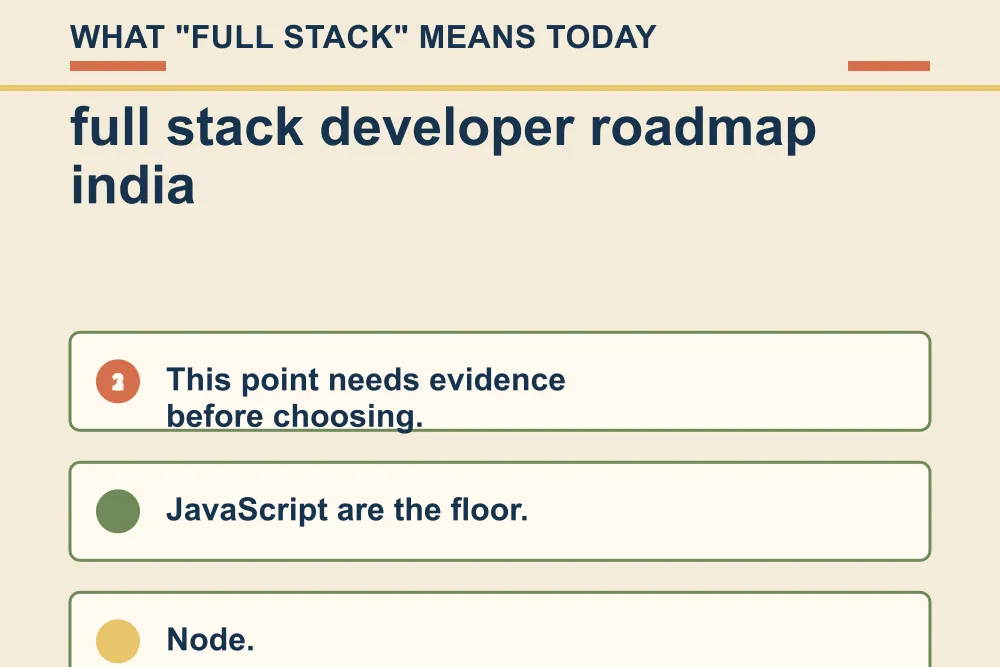 WHAT "FULL STACK" MEANS TODAY
full stack developer roadmap
india
This point needs evidence
before choosing.
JavaScript are the floor.
Node.